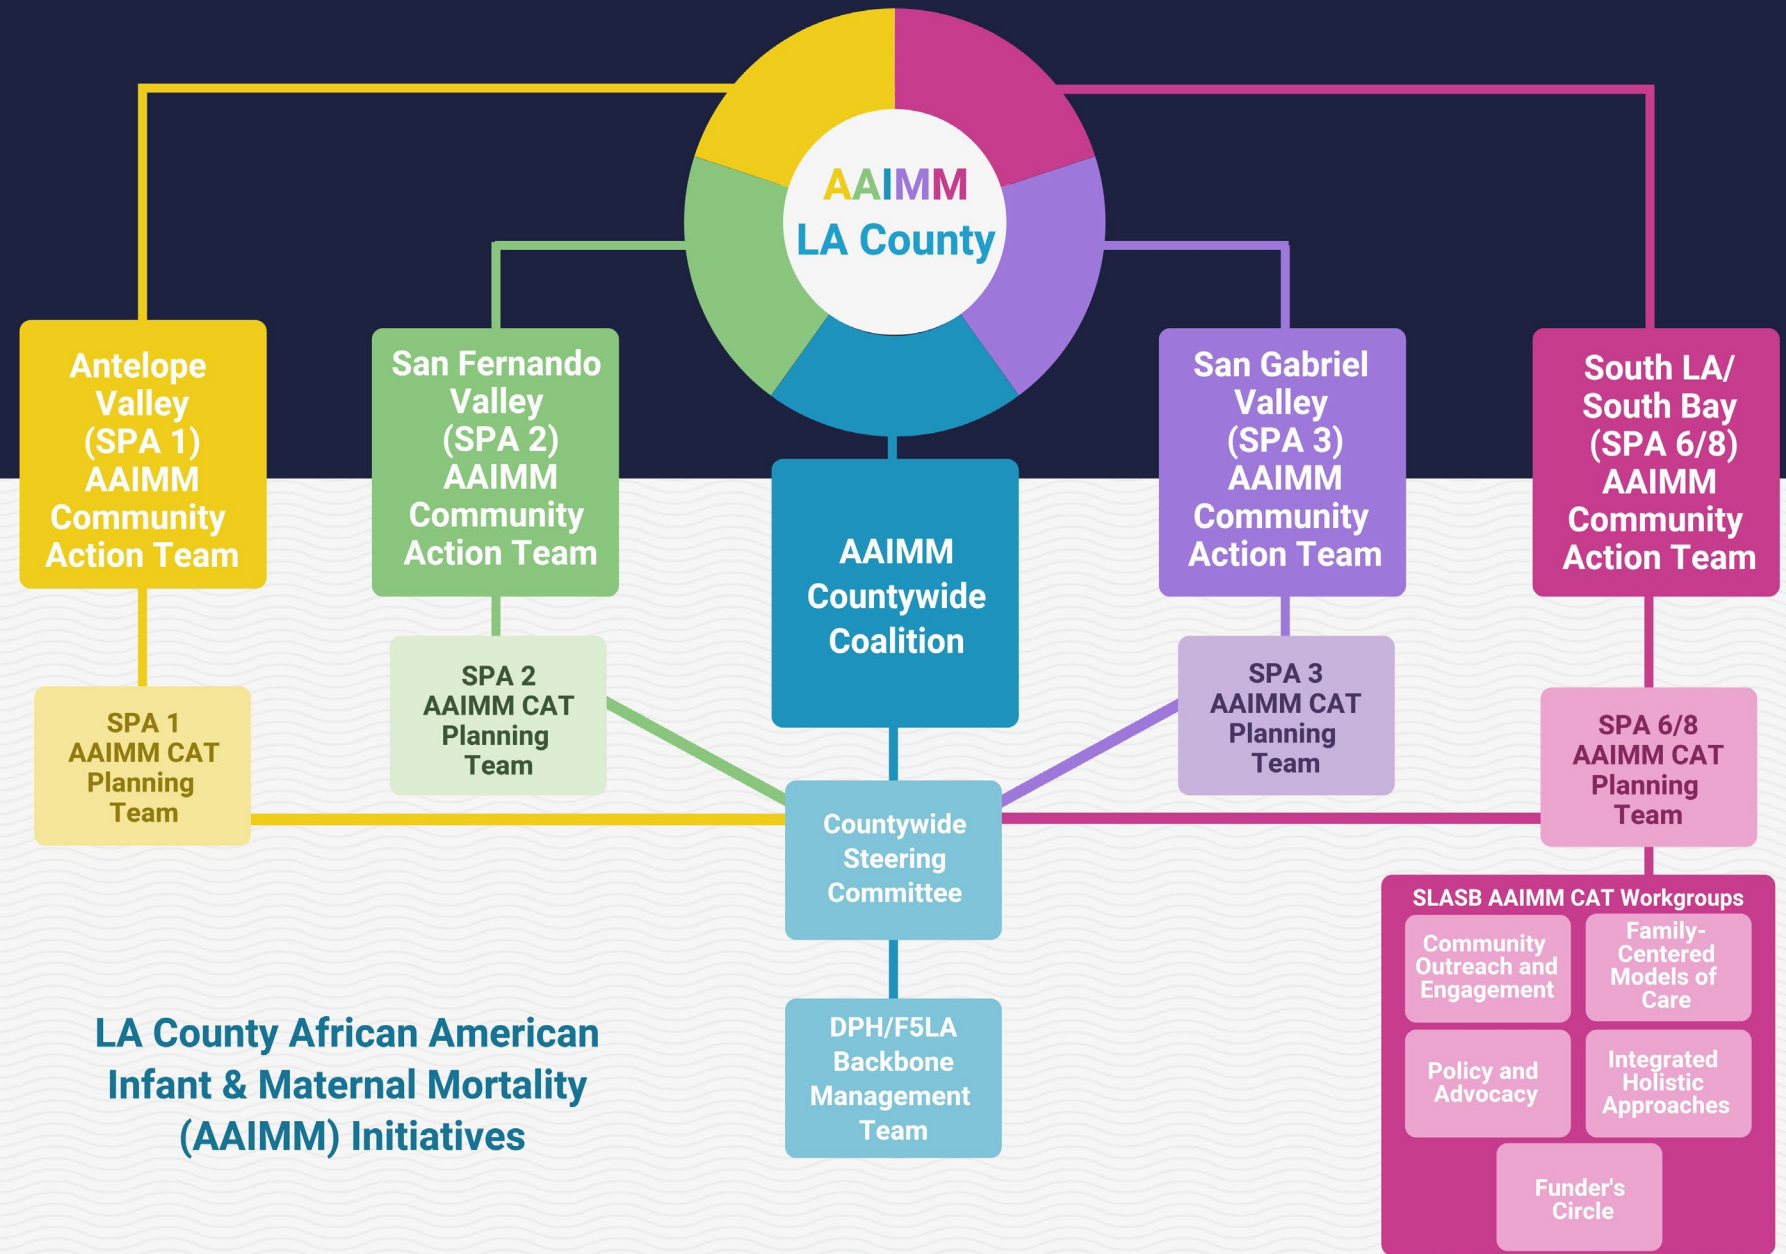 AAIMM
LA County
Antelope
Valley
(SPA 1)
AAIMM
Community
Action Team
San Fernando
Valley
(SPA 2)
AAIMM
Community
Action Team
AAIMM
Countywide
Coalition
San Gabriel
Valley
(SPA 3)
AAIMM
Community
Action Team
South LA/
South Bay
(SPA 6/8)
AAIMM
Community
Action Team
SPA 1
AAIMM CAT
Planning
Team
SPA 2
AAIMM CAT
Planning
Team
Countywide
Steering
Committee
SPA 3
AAIMM CAT
Planning
Team
SPA 6/8
AAIMM CAT
Planning
Team
DPH/F5LA
Backbone
Management
Team
SLASB AAIMM CAT Workgroups
Community
Outreach and
Engagement
Family-
Centered
Models of
Care
Policy and
Advocacy
Integrated
Holistic
Approaches
Funder's
Circle
LA County African American
Infant & Maternal Mortality
(AAIMM) Initiatives